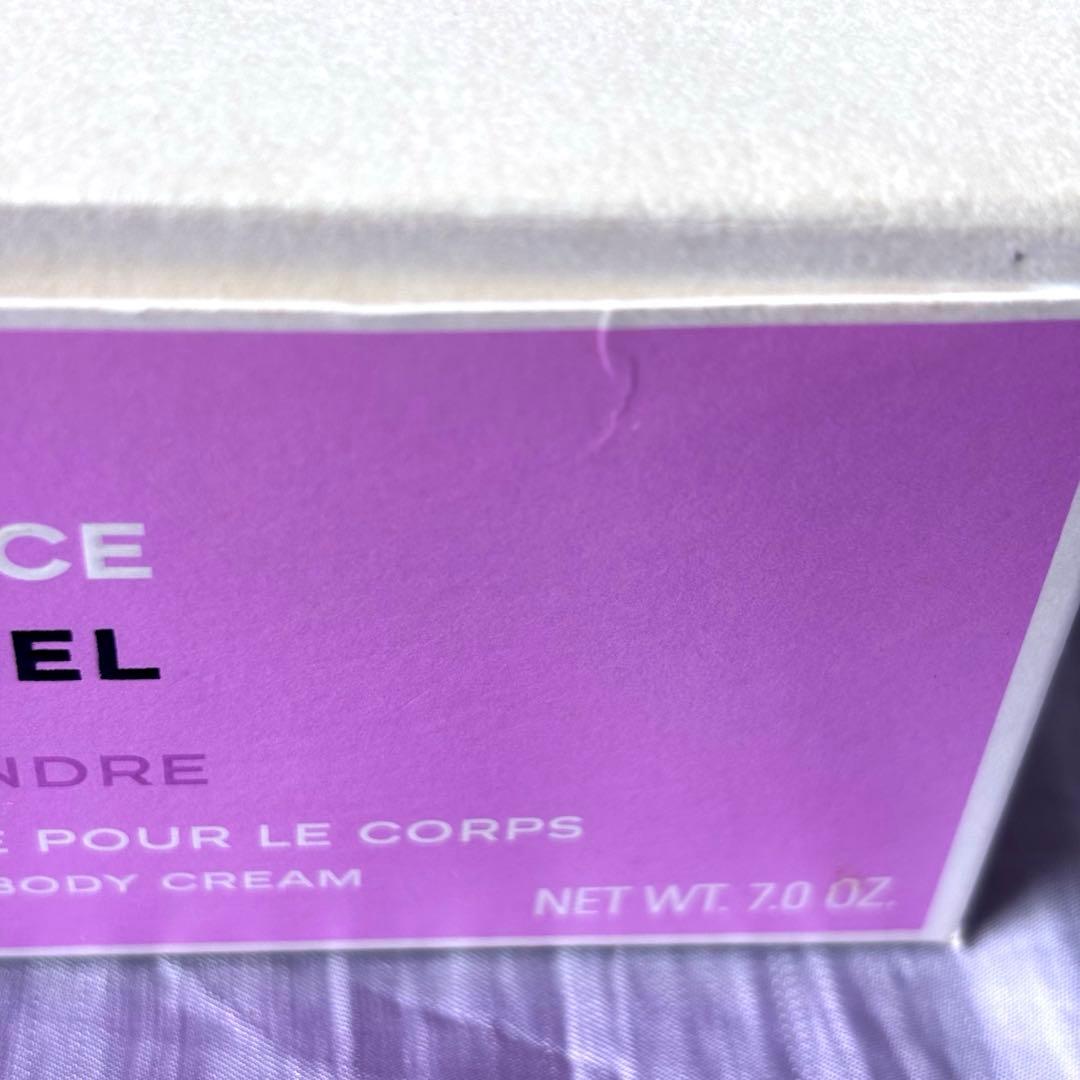 CE
EL
NDRE
E POUR LE CORPS
BODY CREAM
NET WT. 7.0 OZ.